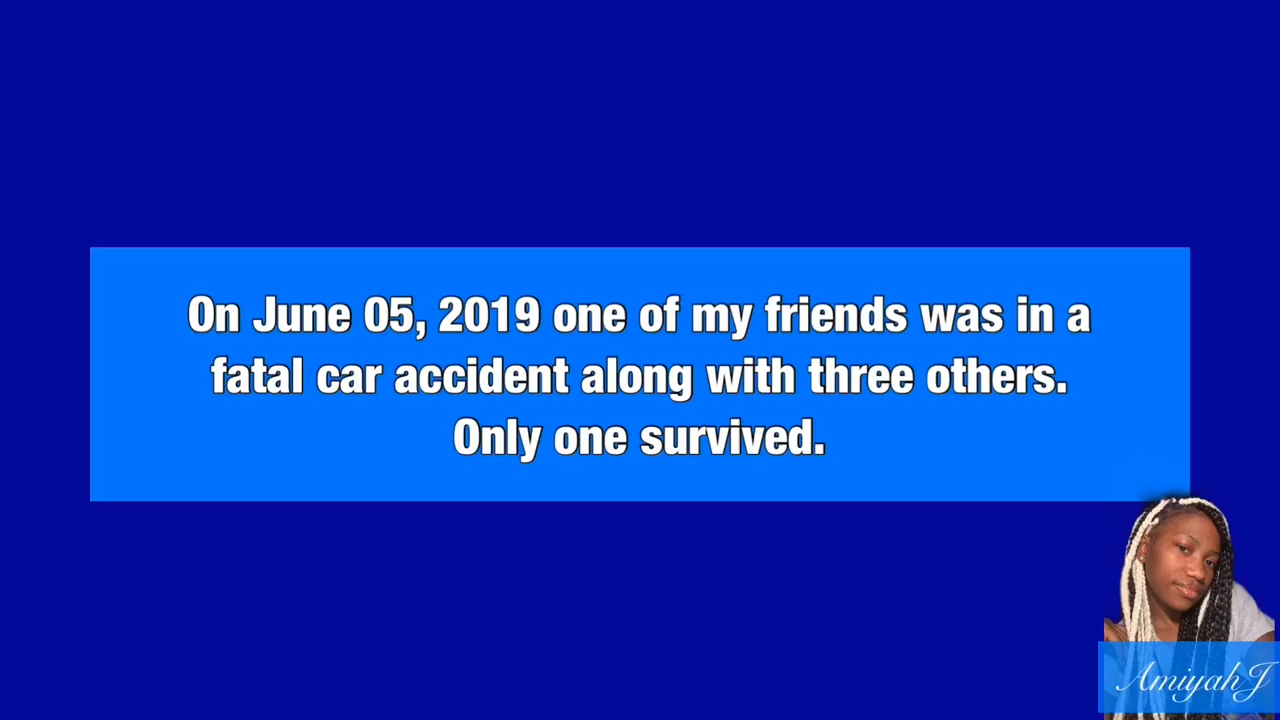 On June 05, 2019 one of my friends was in a
fatal car accident along with three others.
Only one survived.
AmiyahJ